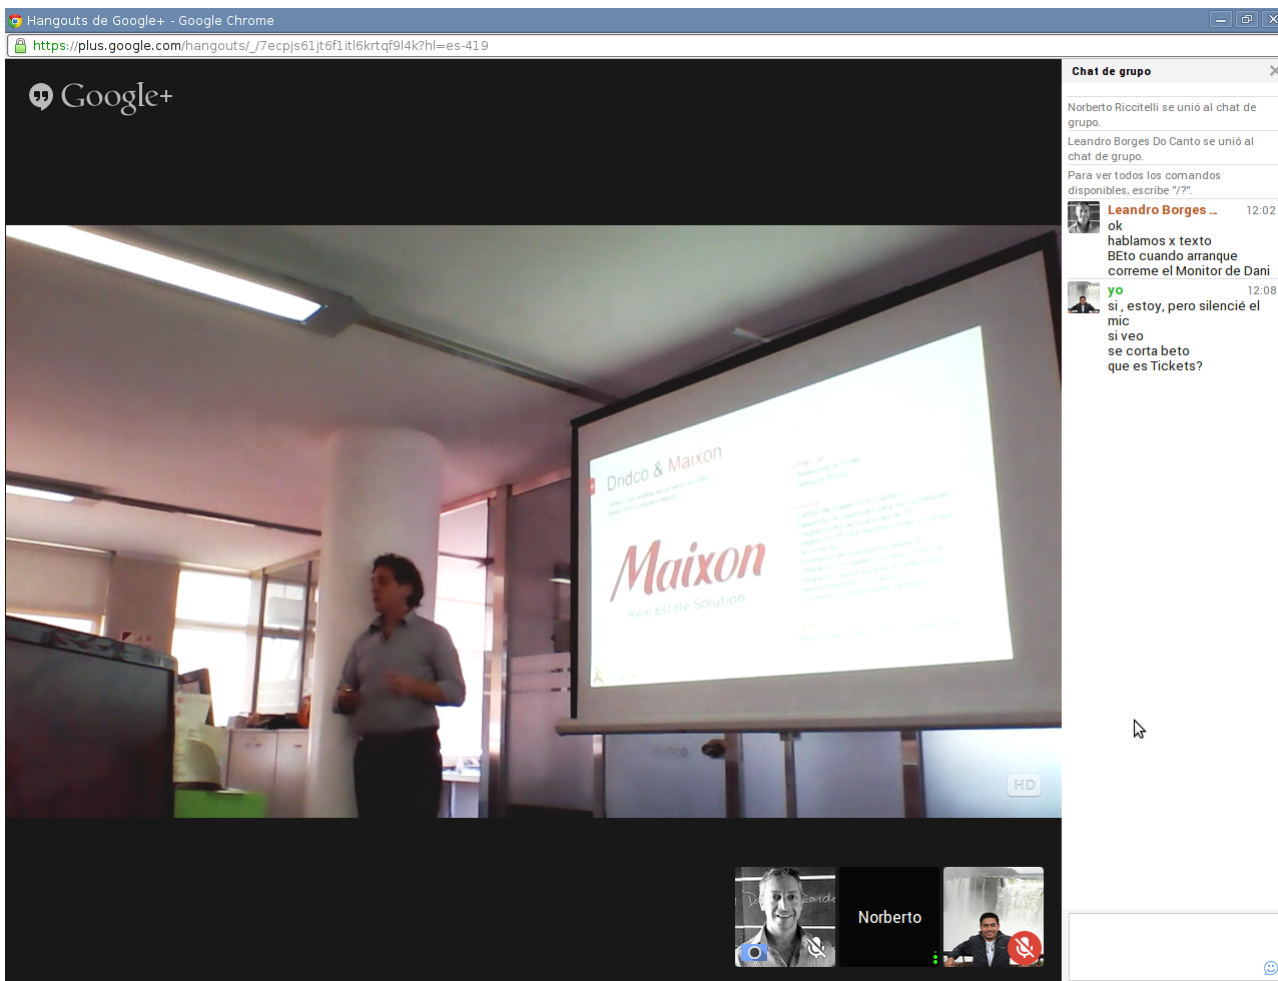 Hangouts de Google+ - Google Chrome
https://plus.google.com/hangouts/_/7ecpjs61jt6f1itl6krtqf9l4k?hl=es-419
Google+
Chat de grupo
Norberto Riccitelli se unió al chat de
grupo.
Leandro Borges Do Canto se unió al
chat de grupo.
Para ver todos los comandos
disponibles, escribe "/?".
Leandro Borges ... 12:02
ok
hablamos x texto
BEto cuando arranque
correme el Monitor de Dani
yo 12:08
si , estoy, pero silencié el
mic
si veo
se corta beto
que es Tickets?
Dridco & Maixon
Maixon
Real Estate Solution
HD
Norberto